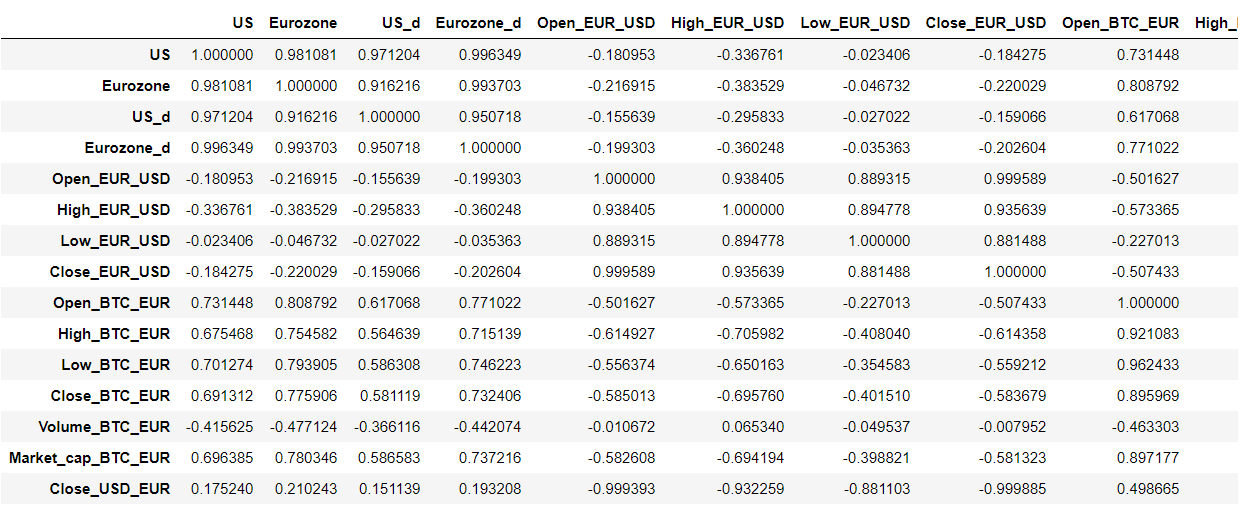 US Eurozone US_d Eurozone_d Open_EUR_USD High_EUR_USD Low_EUR_USD Close_EUR_USD Open_BTC_EUR High_
US 1.000000 0.981081 0.971204 0.996349 -0.180953 -0.336761 -0.023406 -0.184275 0.731448
Eurozone 0.981081 1.000000 0.916216 0.993703 -0.216915 -0.383529 -0.046732 -0.220029 0.808792
US_d 0.971204 0.916216 1.000000 0.950718 -0.155639 -0.295833 -0.027022 -0.159066 0.617068
Eurozone_d 0.996349 0.993703 0.950718 1.000000 -0.199303 -0.360248 -0.035363 -0.202604 0.771022
Open_EUR_USD -0.180953 -0.216915 -0.155639 -0.199303 1.000000 0.938405 0.889315 0.999589 -0.501627
High_EUR_USD -0.336761 -0.383529 -0.295833 -0.360248 0.938405 1.000000 0.894778 0.935639 -0.573365
Low_EUR_USD -0.023406 -0.046732 -0.027022 -0.035363 0.889315 0.894778 1.000000 0.881488 -0.227013
Close_EUR_USD -0.184275 -0.220029 -0.159066 -0.202604 0.999589 0.935639 0.881488 1.000000 -0.507433
Open_BTC_EUR 0.731448 0.808792 0.617068 0.771022 -0.501627 -0.573365 -0.227013 -0.507433 1.000000
High_BTC_EUR 0.675468 0.754582 0.564639 0.715139 -0.614927 -0.705982 -0.408040 -0.614358 0.921083
Low_BTC_EUR 0.701274 0.793905 0.586308 0.746223 -0.556374 -0.650163 -0.354583 -0.559212 0.962433
Close_BTC_EUR 0.691312 0.775906 0.581119 0.732406 -0.585013 -0.695760 -0.401510 -0.583679 0.895969
Volume_BTC_EUR -0.415625 -0.477124 -0.366116 -0.442074 -0.010672 0.065340 -0.049537 -0.007952 -0.463303
Market_cap_BTC_EUR 0.696385 0.780346 0.586583 0.737216 -0.582608 -0.694194 -0.398821 -0.581323 0.897177
Close_USD_EUR 0.175240 0.210243 0.151139 0.193208 -0.999393 -0.932259 -0.881103 -0.999885 0.498665